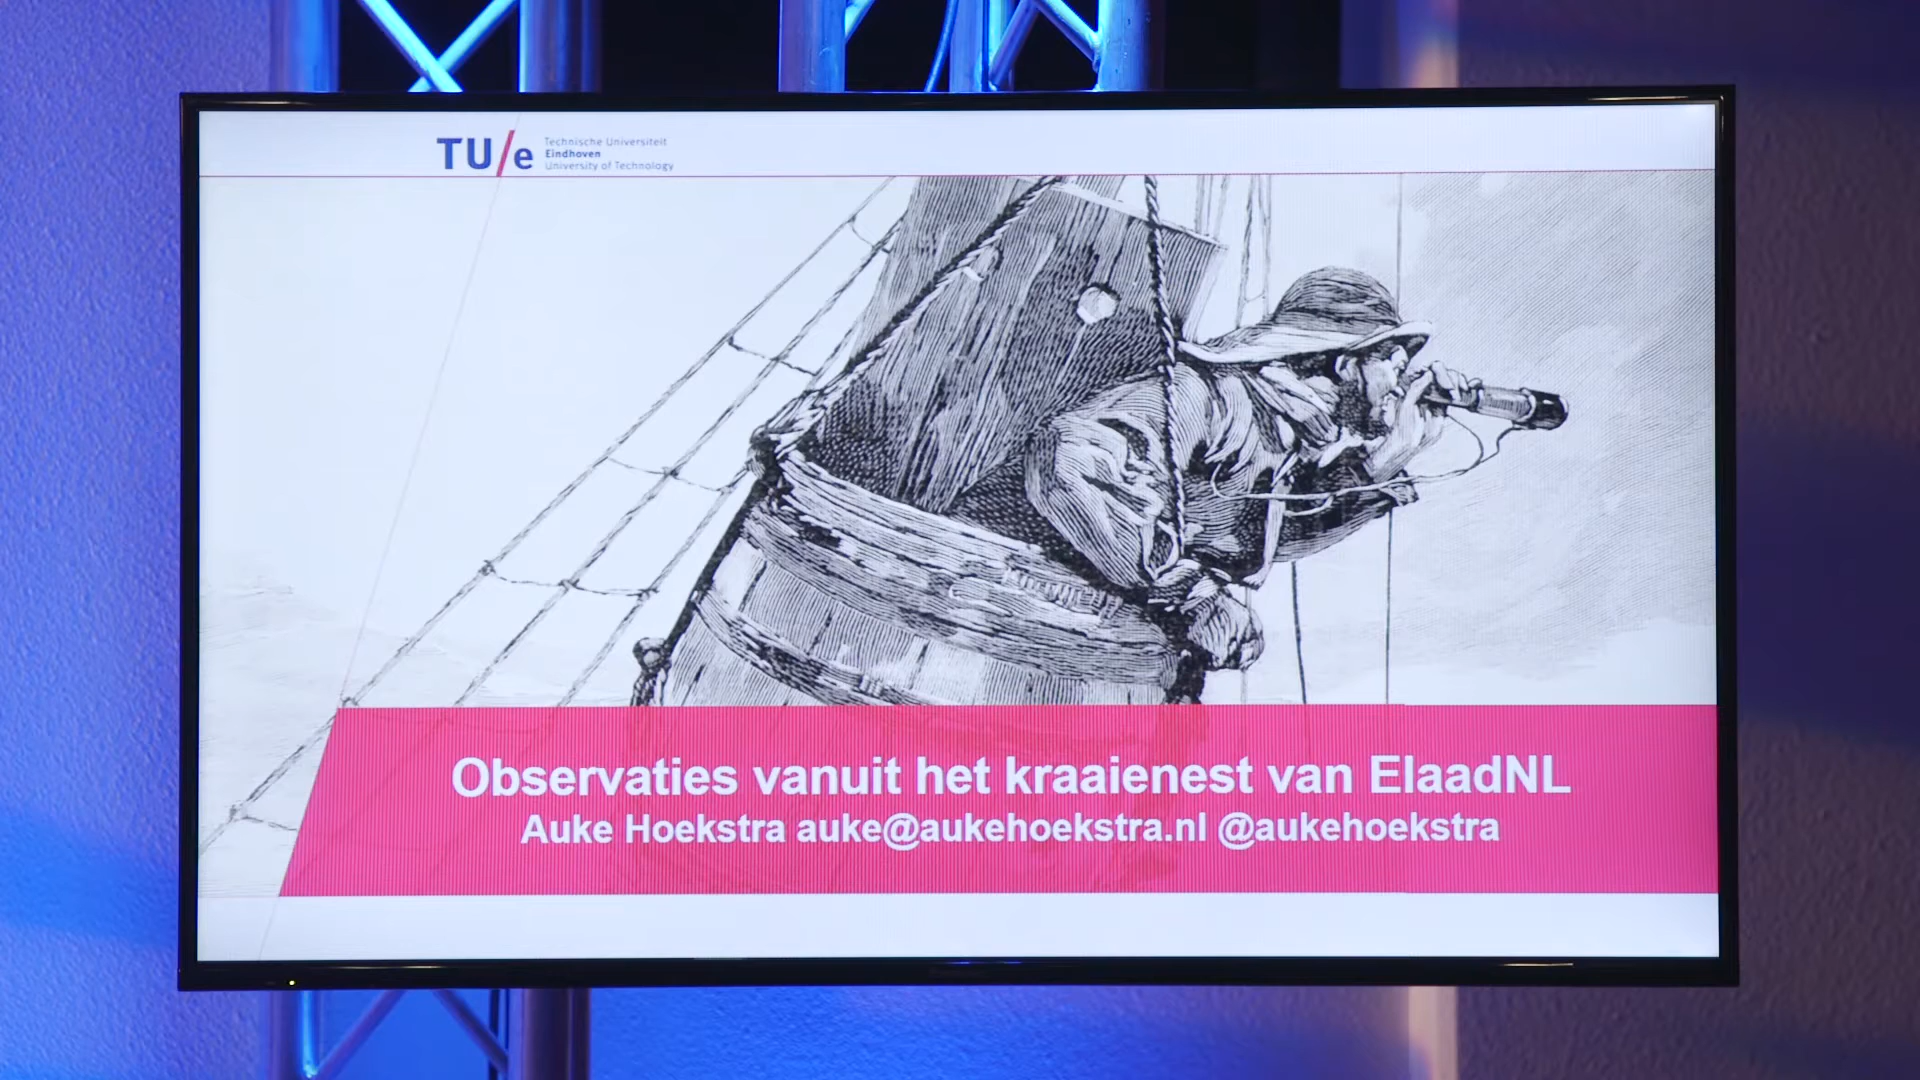 TU/e
Technische Universiteit
Eindhoven
University of Technology
Observaties vanuit het kraaienest van ElaadNL
Auke Hoekstra auke@aukehoekstra.nl @aukehoekstra